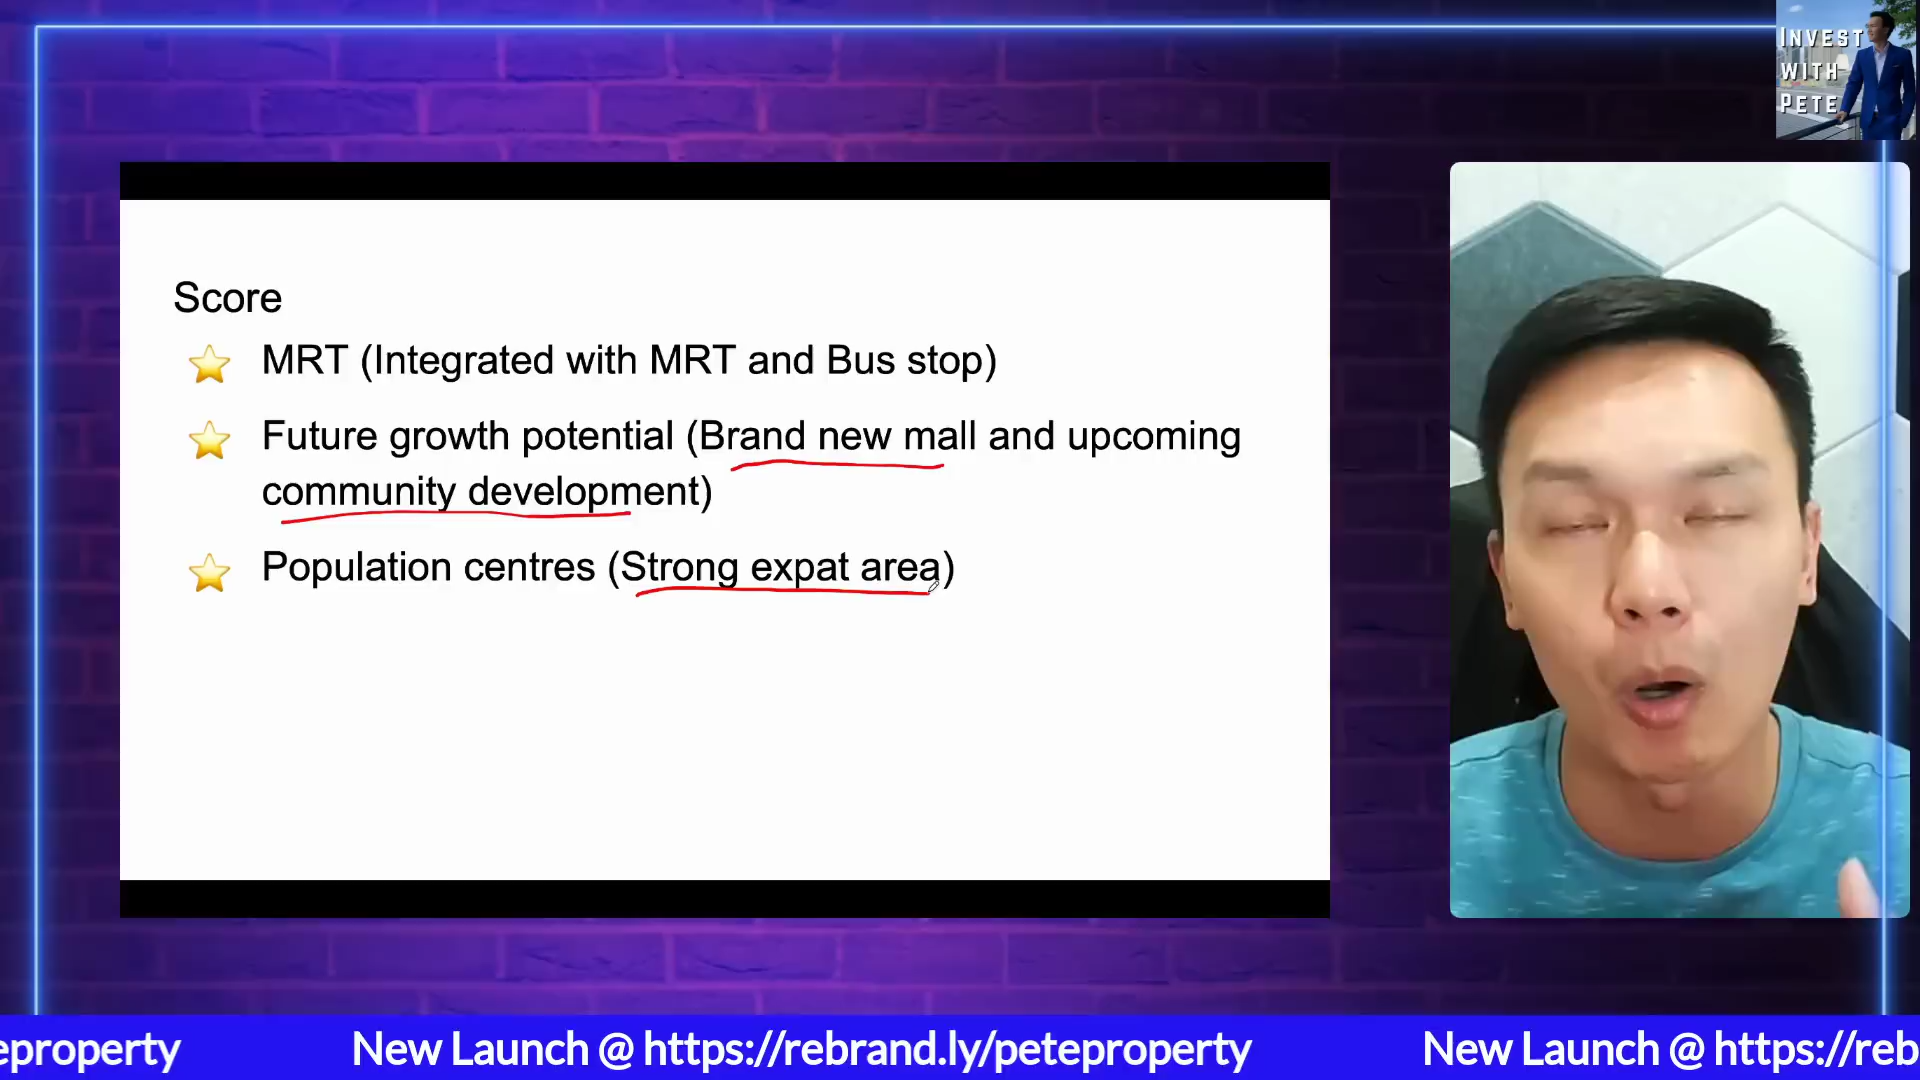 INVEST
WITH
PETE
Score
MRT (Integrated with MRT and Bus stop)
Future growth potential (Brand new mall and upcoming
community development)
Population centres (Strong expat area)
eproperty New Launch @ https://rebrand.ly/peteproperty New Launch @ https://reb